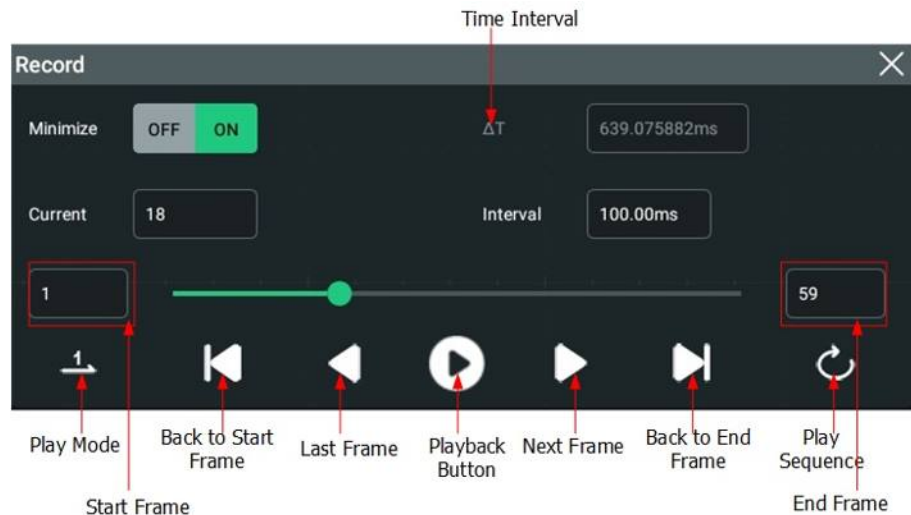 Time Interval
Record
Minimize
OFF
ON
ΔT
639.075882ms
Current
18
Interval
100.00ms
1
59
1
Play Mode
Back to Start
Frame
Last Frame
Playback
Button
Next Frame
Back to End
Frame
Play
Sequence
Start Frame
End Frame